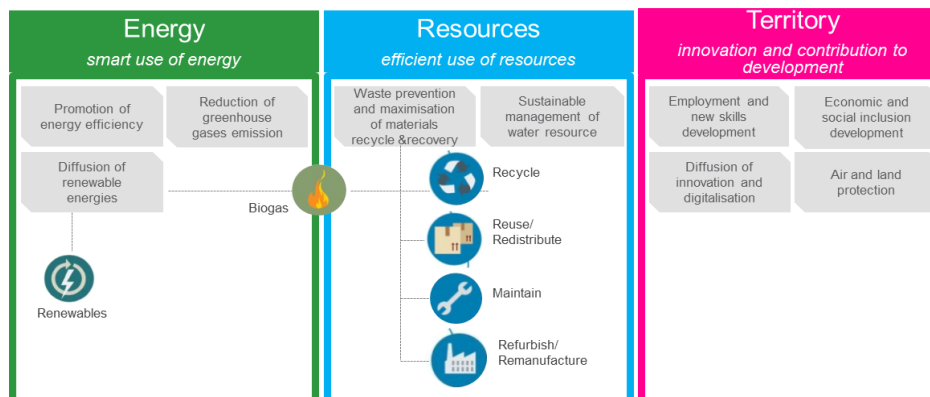 Energy
smart use of energy
Promotion of
energy efficiency
Reduction of
greenhouse
gases emission
Diffusion of
renewable
energies
Biogas
Renewables
Resources
efficient use of resources
Waste prevention
and maximisation
of materials
recycle &recovery
Sustainable
management of
water resource
Recycle
Reuse/
Redistribute
Maintain
Refurbish/
Remanufacture
Territory
innovation and contribution to
development
Employment and
new skills
development
Economic and
social inclusion
development
Diffusion of
innovation and
digitalisation
Air and land
protection